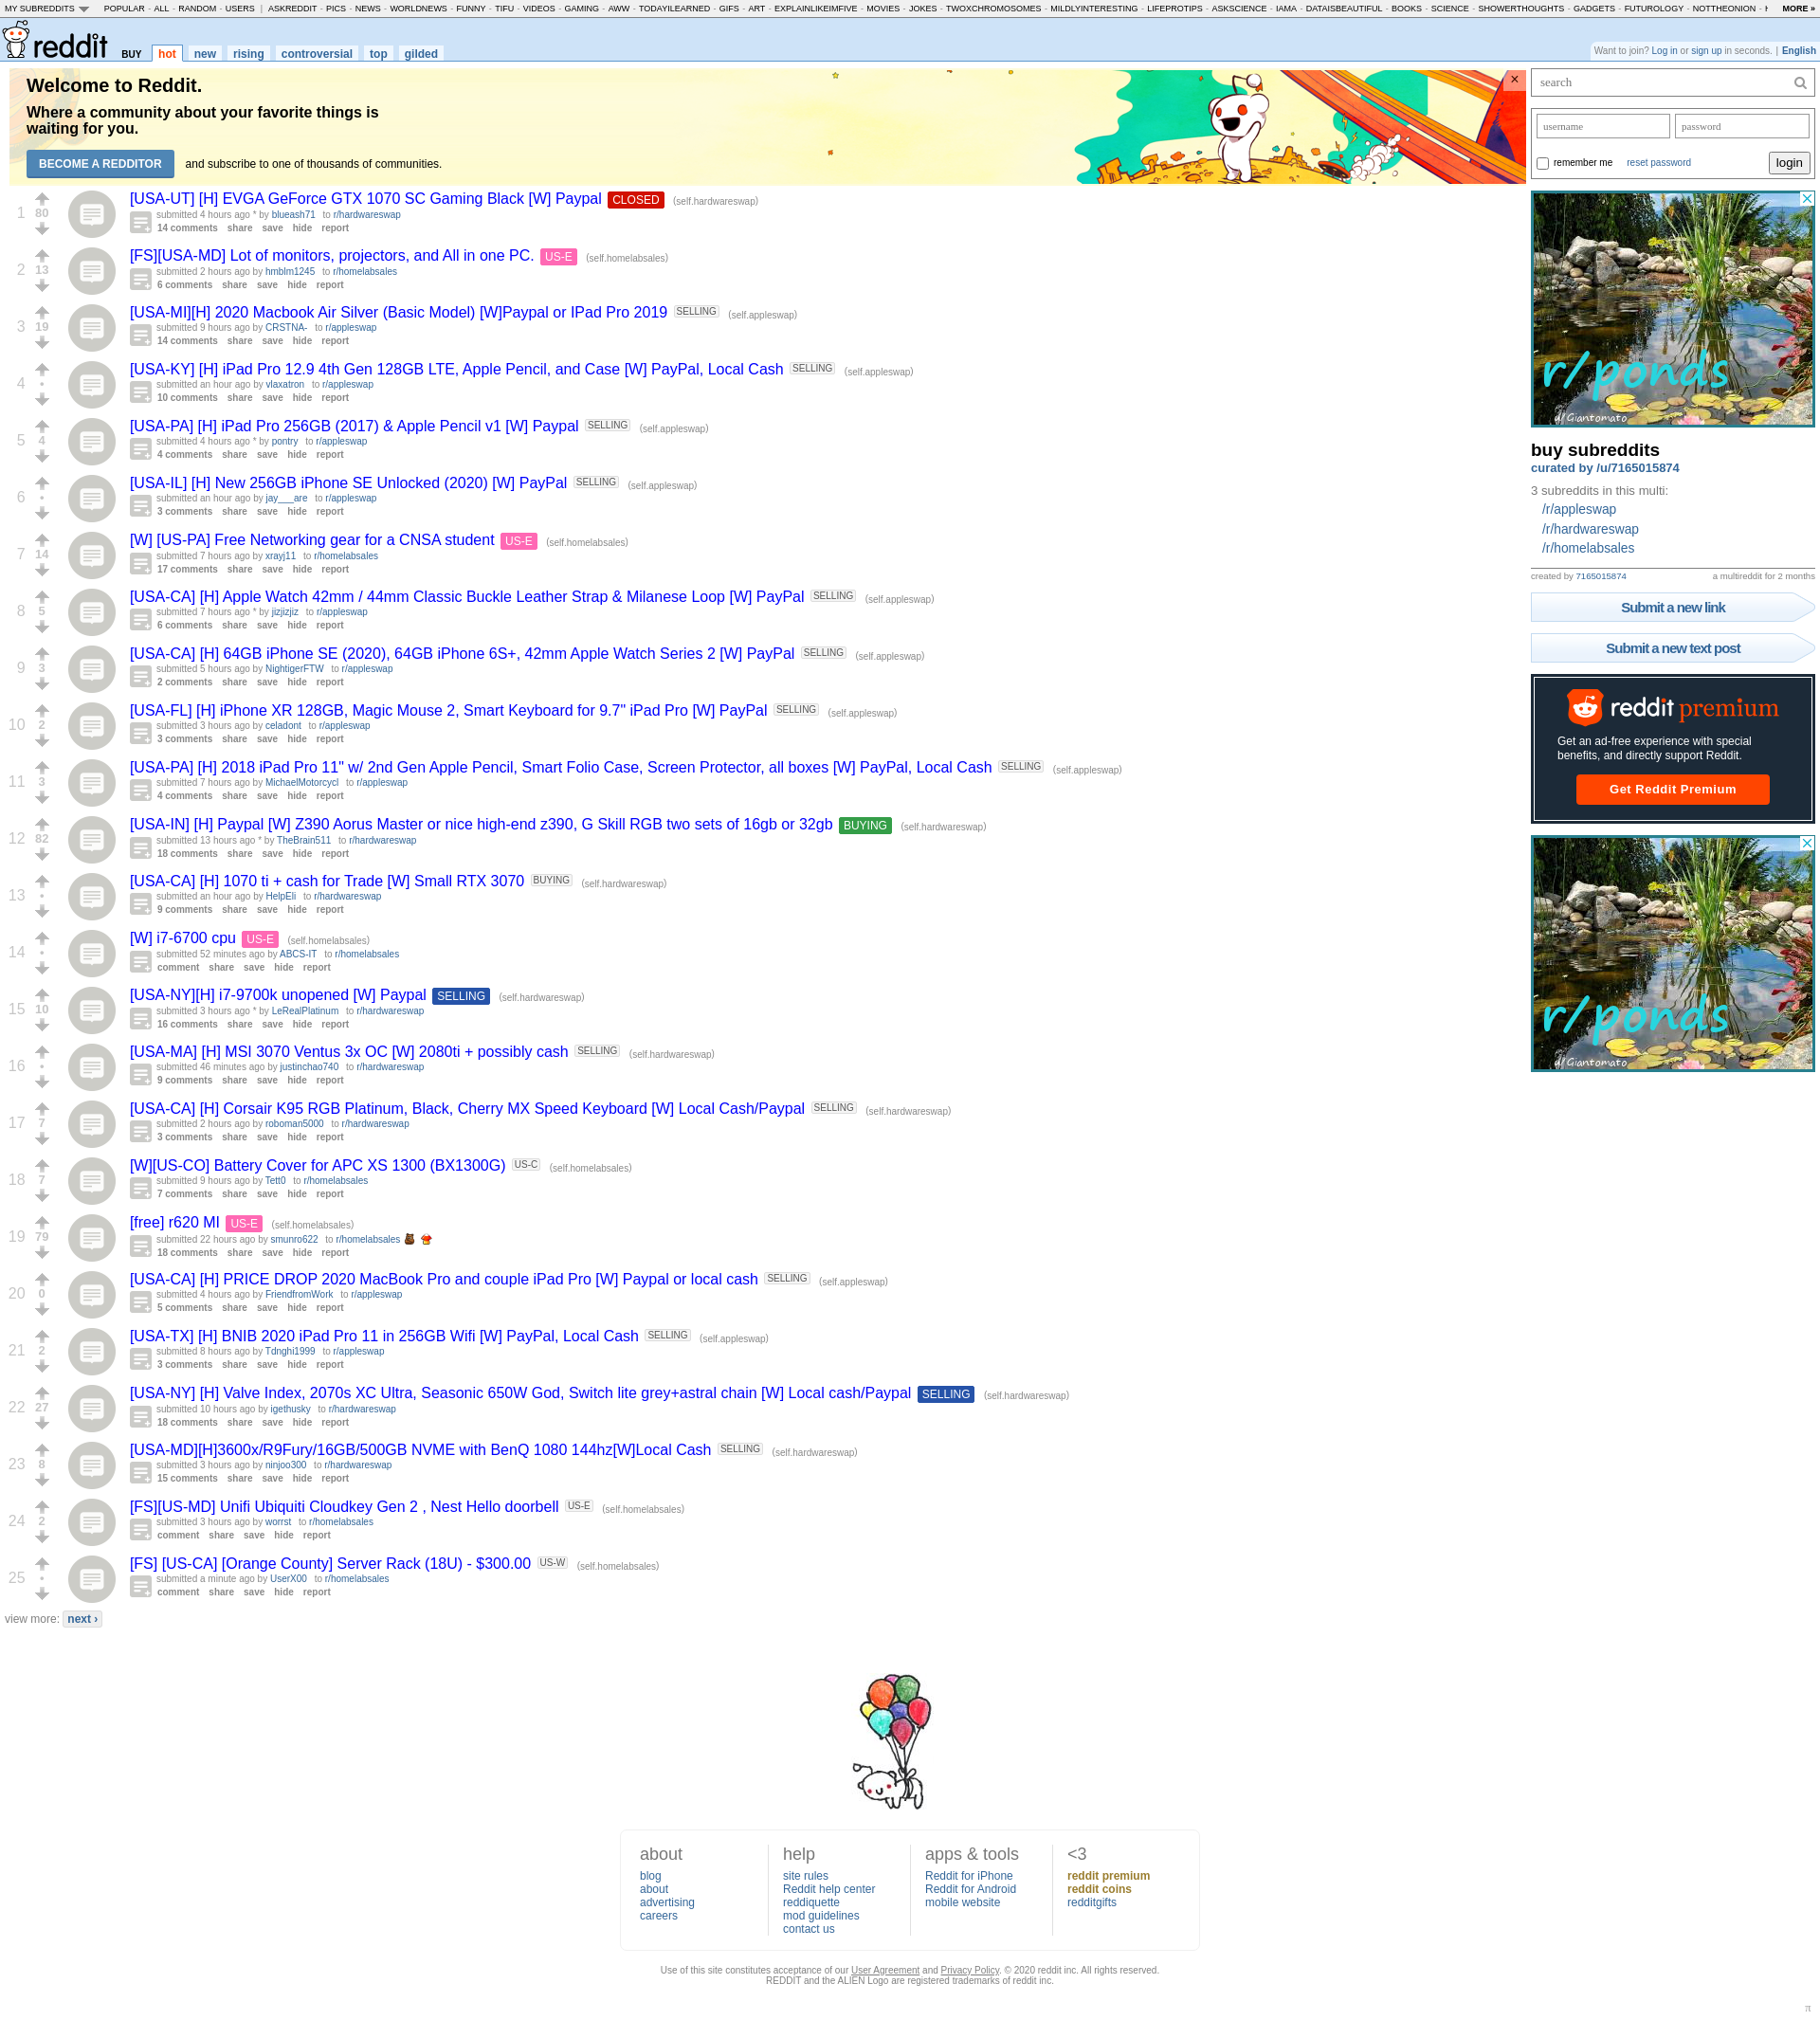 MY SUBREDDITS POPULAR - ALL - RANDOM - USERS | ASKREDDIT - PICS - NEWS - WORLDNEWS - FUNNY - TIFU - VIDEOS - GAMING - AWW - TODAYILEARNED - GIFS - ART - EXPLAINLIKEIMFIVE - MOVIES - JOKES - TWOXCHROMOSOMES - MILDLYINTERESTING - LIFEPROTIPS - ASKSCIENCE - IAMA - DATAISBEAUTIFUL - BOOKS - SCIENCE - SHOWERTHOUGHTS - GADGETS - FUTUROLOGY - NOTTHEONION - MORE »
reddit BUY hot new rising controversial top gilded
Want to join? Log in or sign up in seconds. | English
Welcome to Reddit.
Where a community about your favorite things is
waiting for you.
BECOME A REDDITOR and subscribe to one of thousands of communities.
×
1
80
[USA-UT] [H] EVGA GeForce GTX 1070 SC Gaming Black [W] Paypal CLOSED (self.hardwareswap)
submitted 4 hours ago * by blueash71 to r/hardwareswap
14 comments share save hide report
2
13
[FS][USA-MD] Lot of monitors, projectors, and All in one PC. US-E (self.homelabsales)
submitted 2 hours ago by hmblm1245 to r/homelabsales
6 comments share save hide report
3
19
[USA-MI][H] 2020 Macbook Air Silver (Basic Model) [W]Paypal or IPad Pro 2019 SELLING (self.appleswap)
submitted 9 hours ago by CRSTNA- to r/appleswap
14 comments share save hide report
4
•
[USA-KY] [H] iPad Pro 12.9 4th Gen 128GB LTE, Apple Pencil, and Case [W] PayPal, Local Cash SELLING (self.appleswap)
submitted an hour ago by vlaxatron to r/appleswap
10 comments share save hide report
5
4
[USA-PA] [H] iPad Pro 256GB (2017) & Apple Pencil v1 [W] Paypal SELLING (self.appleswap)
submitted 4 hours ago * by pontry to r/appleswap
4 comments share save hide report
6
•
[USA-IL] [H] New 256GB iPhone SE Unlocked (2020) [W] PayPal SELLING (self.appleswap)
submitted an hour ago by jay___are to r/appleswap
3 comments share save hide report
7
14
[W] [US-PA] Free Networking gear for a CNSA student US-E (self.homelabsales)
submitted 7 hours ago by xrayj11 to r/homelabsales
17 comments share save hide report
8
5
[USA-CA] [H] Apple Watch 42mm / 44mm Classic Buckle Leather Strap & Milanese Loop [W] PayPal SELLING (self.appleswap)
submitted 7 hours ago * by jizjizjiz to r/appleswap
6 comments share save hide report
9
3
[USA-CA] [H] 64GB iPhone SE (2020), 64GB iPhone 6S+, 42mm Apple Watch Series 2 [W] PayPal SELLING (self.appleswap)
submitted 5 hours ago by NightigerFTW to r/appleswap
2 comments share save hide report
10
2
[USA-FL] [H] iPhone XR 128GB, Magic Mouse 2, Smart Keyboard for 9.7" iPad Pro [W] PayPal SELLING (self.appleswap)
submitted 3 hours ago by celadont to r/appleswap
3 comments share save hide report
11
3
[USA-PA] [H] 2018 iPad Pro 11" w/ 2nd Gen Apple Pencil, Smart Folio Case, Screen Protector, all boxes [W] PayPal, Local Cash SELLING (self.appleswap)
submitted 7 hours ago by MichaelMotorcycl to r/appleswap
4 comments share save hide report
12
82
[USA-IN] [H] Paypal [W] Z390 Aorus Master or nice high-end z390, G Skill RGB two sets of 16gb or 32gb BUYING (self.hardwareswap)
submitted 13 hours ago * by TheBrain511 to r/hardwareswap
18 comments share save hide report
13
•
[USA-CA] [H] 1070 ti + cash for Trade [W] Small RTX 3070 BUYING (self.hardwareswap)
submitted an hour ago by HelpEli to r/hardwareswap
9 comments share save hide report
14
•
[W] i7-6700 cpu US-E (self.homelabsales)
submitted 52 minutes ago by ABCS-IT to r/homelabsales
comment share save hide report
15
10
[USA-NY][H] i7-9700k unopened [W] Paypal SELLING (self.hardwareswap)
submitted 3 hours ago * by LeRealPlatinum to r/hardwareswap
16 comments share save hide report
16
•
[USA-MA] [H] MSI 3070 Ventus 3x OC [W] 2080ti + possibly cash SELLING (self.hardwareswap)
submitted 46 minutes ago by justinchao740 to r/hardwareswap
9 comments share save hide report
17
7
[USA-CA] [H] Corsair K95 RGB Platinum, Black, Cherry MX Speed Keyboard [W] Local Cash/Paypal SELLING (self.hardwareswap)
submitted 2 hours ago by roboman5000 to r/hardwareswap
3 comments share save hide report
18
7
[W][US-CO] Battery Cover for APC XS 1300 (BX1300G) US-C (self.homelabsales)
submitted 9 hours ago by Tett0 to r/homelabsales
7 comments share save hide report
19
79
[free] r620 MI US-E (self.homelabsales)
submitted 22 hours ago by smunro622 to r/homelabsales
18 comments share save hide report
20
0
[USA-CA] [H] PRICE DROP 2020 MacBook Pro and couple iPad Pro [W] Paypal or local cash SELLING (self.appleswap)
submitted 4 hours ago by FriendfromWork to r/appleswap
5 comments share save hide report
21
2
[USA-TX] [H] BNIB 2020 iPad Pro 11 in 256GB Wifi [W] PayPal, Local Cash SELLING (self.appleswap)
submitted 8 hours ago by Tdnghi1999 to r/appleswap
3 comments share save hide report
22
27
[USA-NY] [H] Valve Index, 2070s XC Ultra, Seasonic 650W God, Switch lite grey+astral chain [W] Local cash/Paypal SELLING (self.hardwareswap)
submitted 10 hours ago by igethusky to r/hardwareswap
18 comments share save hide report
23
8
[USA-MD][H]3600x/R9Fury/16GB/500GB NVME with BenQ 1080 144hz[W]Local Cash SELLING (self.hardwareswap)
submitted 3 hours ago by ninjoo300 to r/hardwareswap
15 comments share save hide report
24
2
[FS][US-MD] Unifi Ubiquiti Cloudkey Gen 2 , Nest Hello doorbell US-E (self.homelabsales)
submitted 3 hours ago by worrst to r/homelabsales
comment share save hide report
25
•
[FS] [US-CA] [Orange County] Server Rack (18U) - $300.00 US-W (self.homelabsales)
submitted a minute ago by UserX00 to r/homelabsales
comment share save hide report
view more: next ›
search
username password
remember me reset password login
r/ponds
u/Giantomato
buy subreddits
curated by /u/7165015874
3 subreddits in this multi:
/r/appleswap
/r/hardwareswap
/r/homelabsales
created by 7165015874 a multireddit for 2 months
Submit a new link
Submit a new text post
reddit premium
Get an ad-free experience with special
benefits, and directly support Reddit.
Get Reddit Premium
r/ponds
u/Giantomato
about
blog
about
advertising
careers
help
site rules
Reddit help center
reddiquette
mod guidelines
contact us
apps & tools
Reddit for iPhone
Reddit for Android
mobile website
<3
reddit premium
reddit coins
redditgifts
Use of this site constitutes acceptance of our User Agreement and Privacy Policy. © 2020 reddit inc. All rights reserved.
REDDIT and the ALIEN Logo are registered trademarks of reddit inc.
π